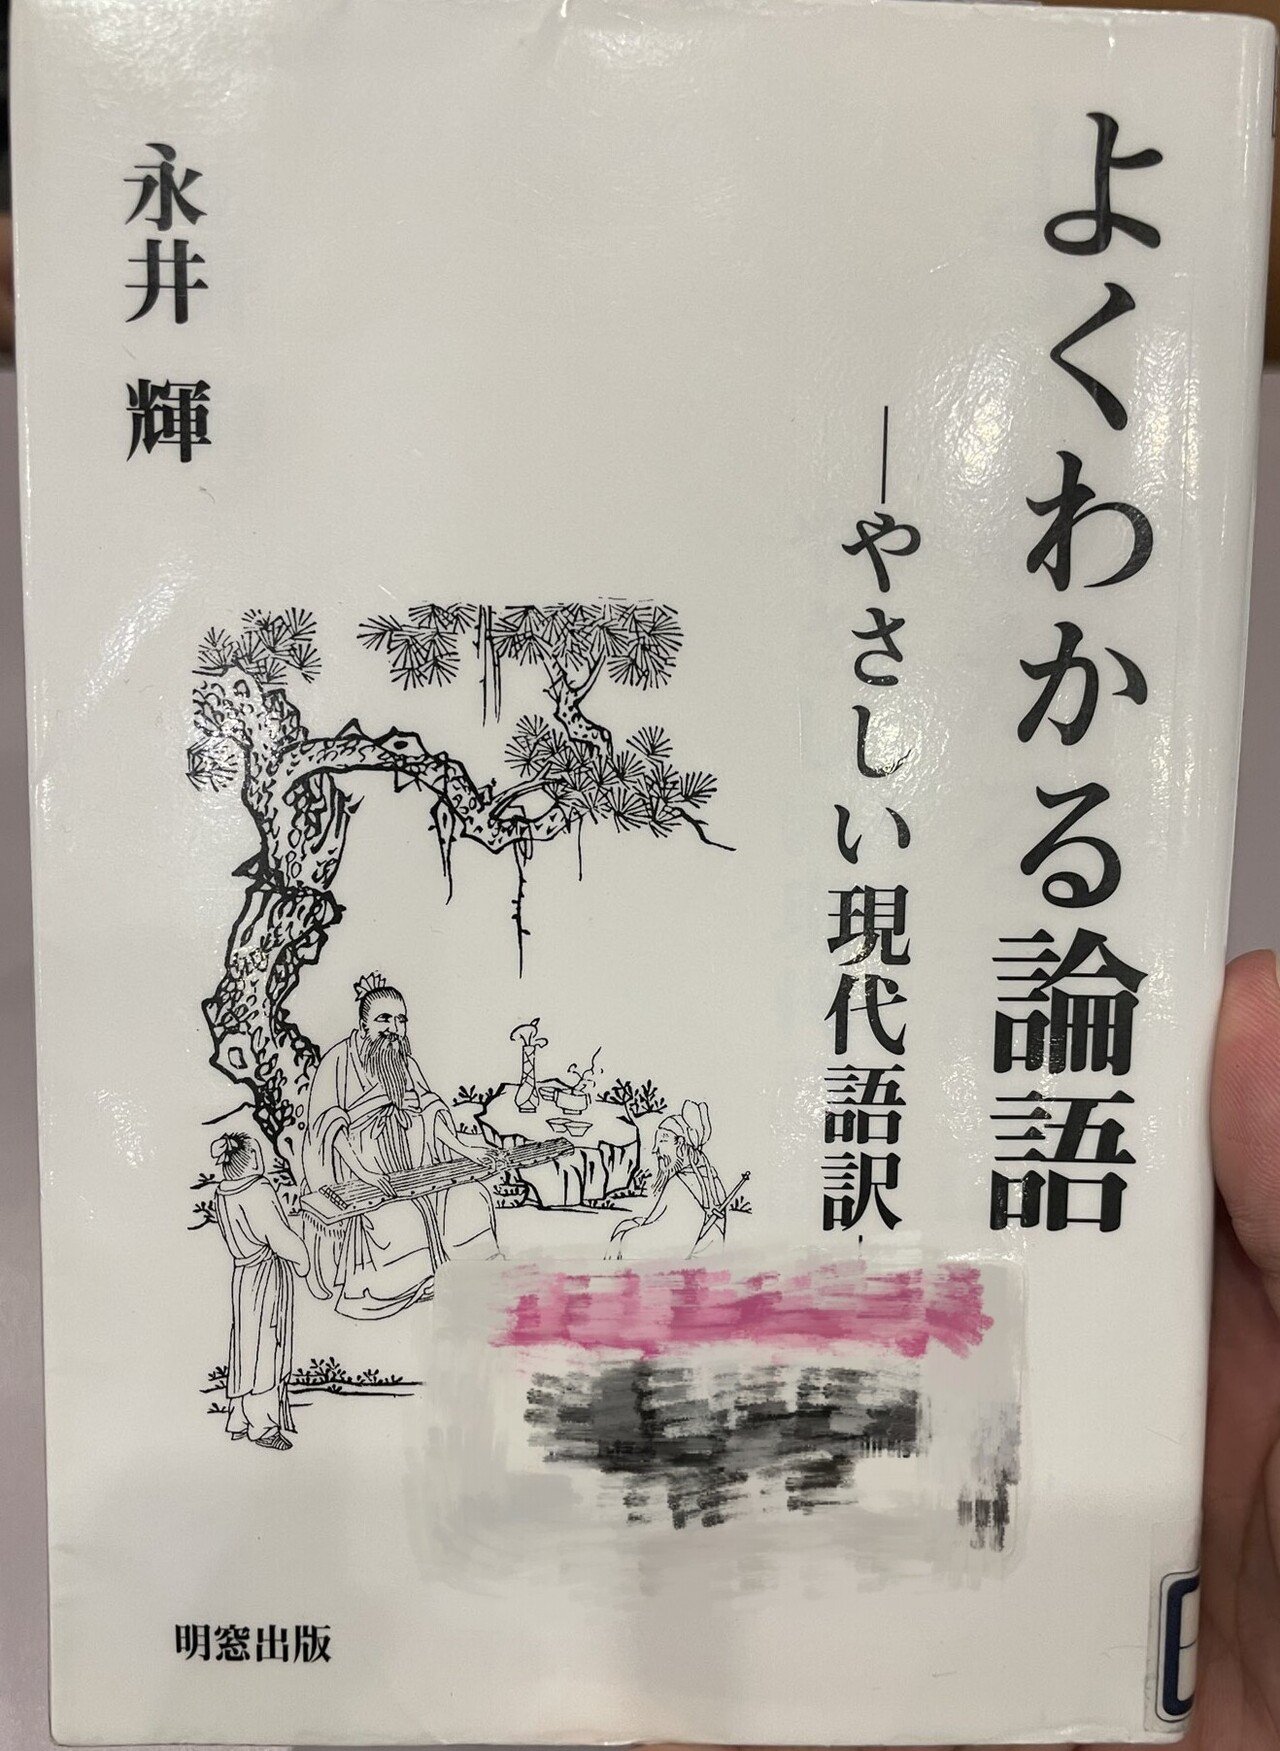 よくわかる論語
―やさしい現代語訳―
永井 輝
明窓出版